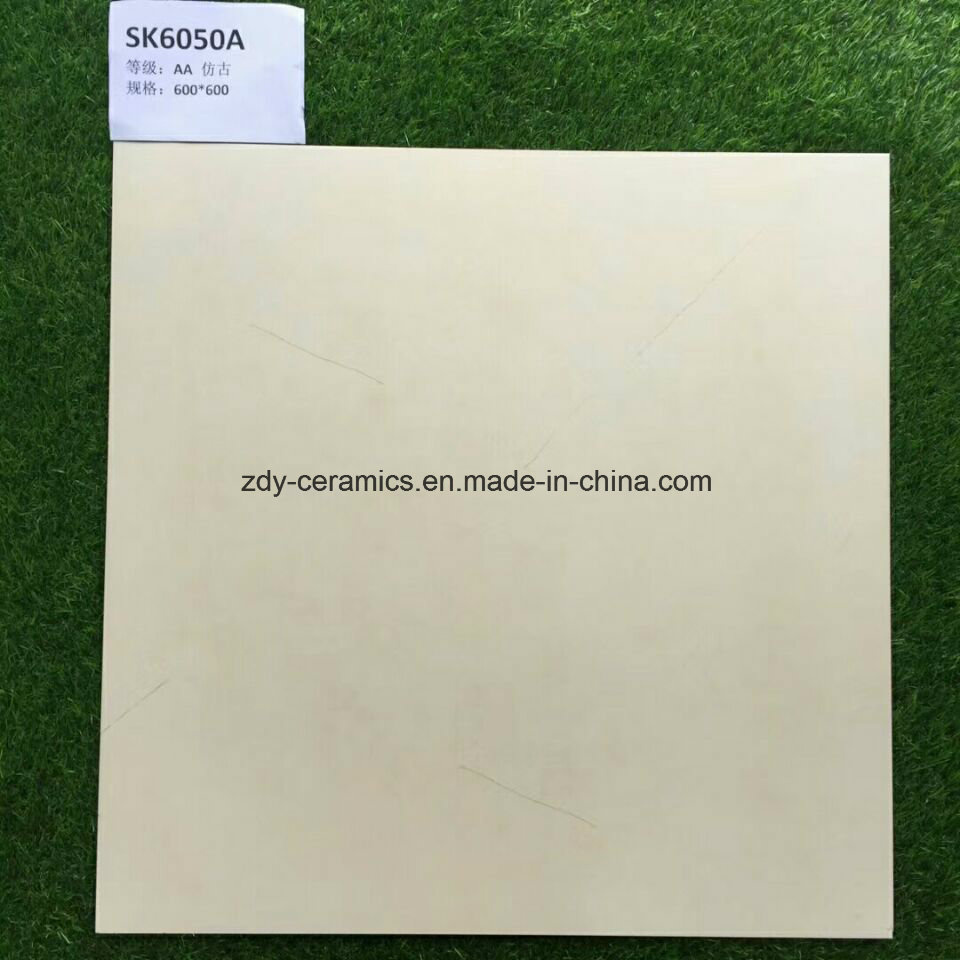 SK6050A
等级：AA 仿古
规格：600*600
zdy-ceramics.en.made-in-china.com